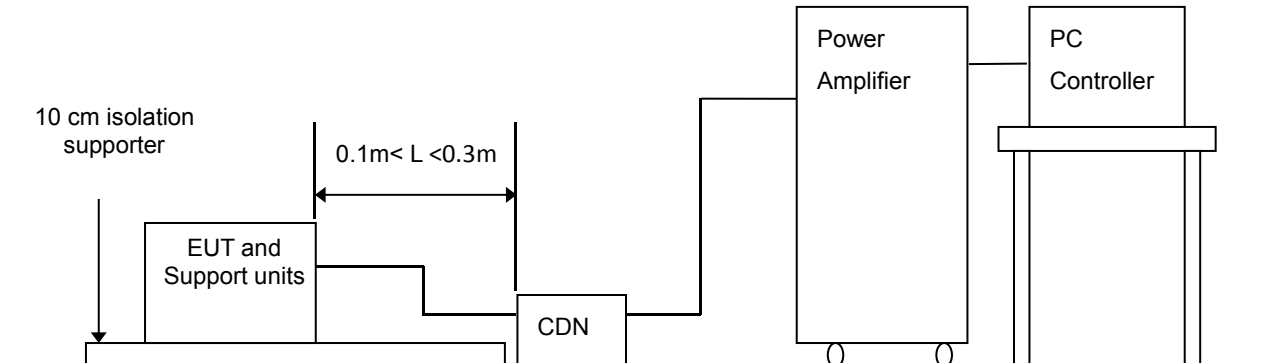 Power
Amplifier
PC
Controller
10 cm isolation
supporter
0.1m< L <0.3m
EUT and
Support units
CDN